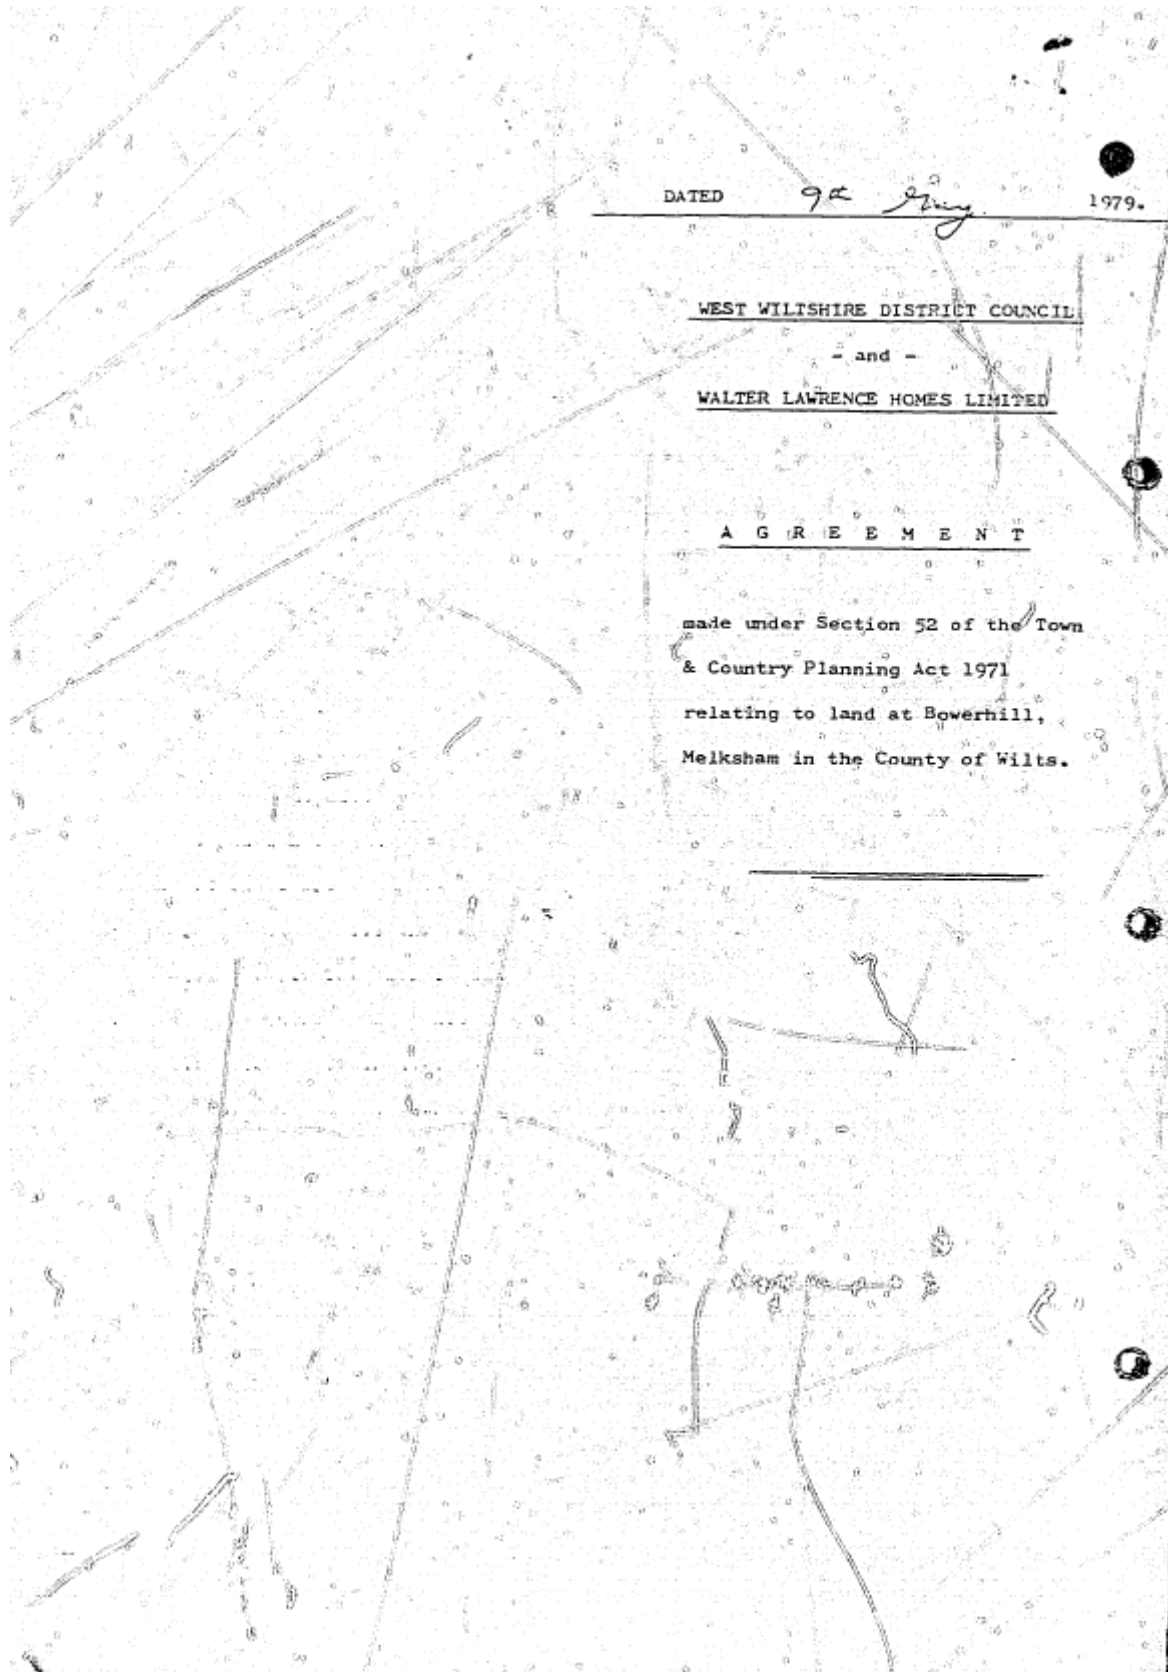 DATED 9th May 1979.
WEST WILTSHIRE DISTRICT COUNCIL
- and -
WALTER LAWRENCE HOMES LIMITED
A G R E E M E N T
made under Section 52 of the Town
& Country Planning Act 1971
relating to land at Bowerhill,
Melksham in the County of Wilts.